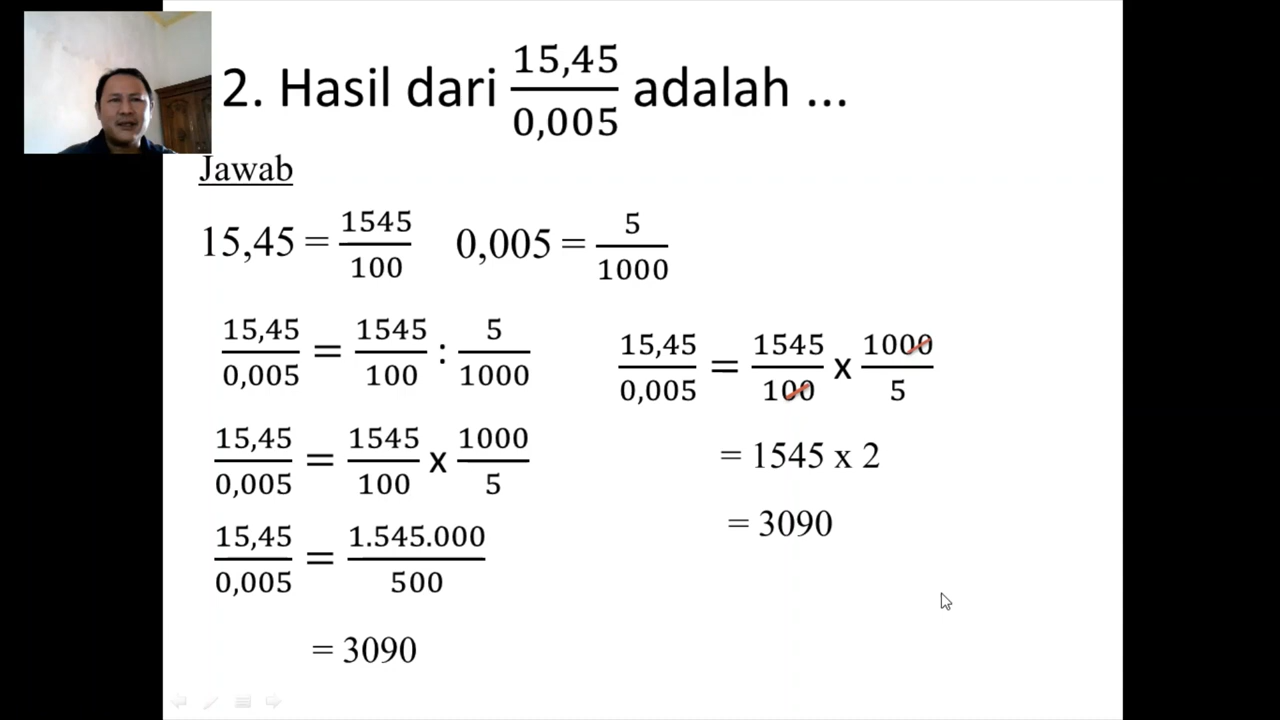 2. Hasil dari 15,45/0,005 adalah ...
Jawab
15,45 = 1545/100   0,005 = 5/1000
15,45/0,005 = 1545/100 : 5/1000
15,45/0,005 = 1545/100 x 1000/5
15,45/0,005 = 1.545.000/500
= 3090
15,45/0,005 = 1545/100 x 1000/5
= 1545 x 2
= 3090